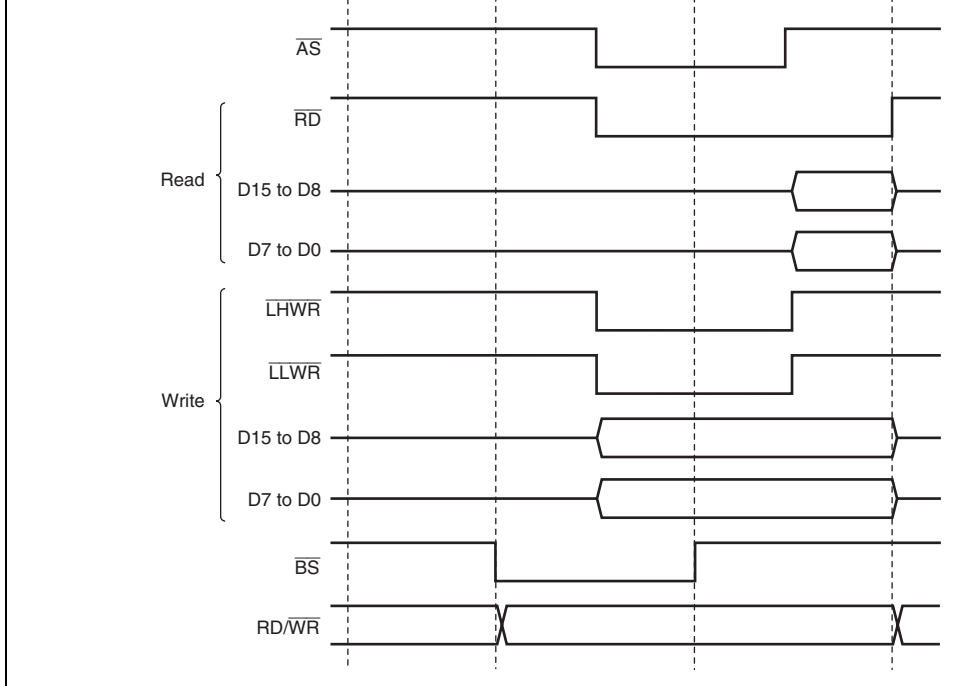 AS
RD
Read
D15 to D8
D7 to D0
LHWR
LLWR
Write
D15 to D8
D7 to D0
BS
RD/WR